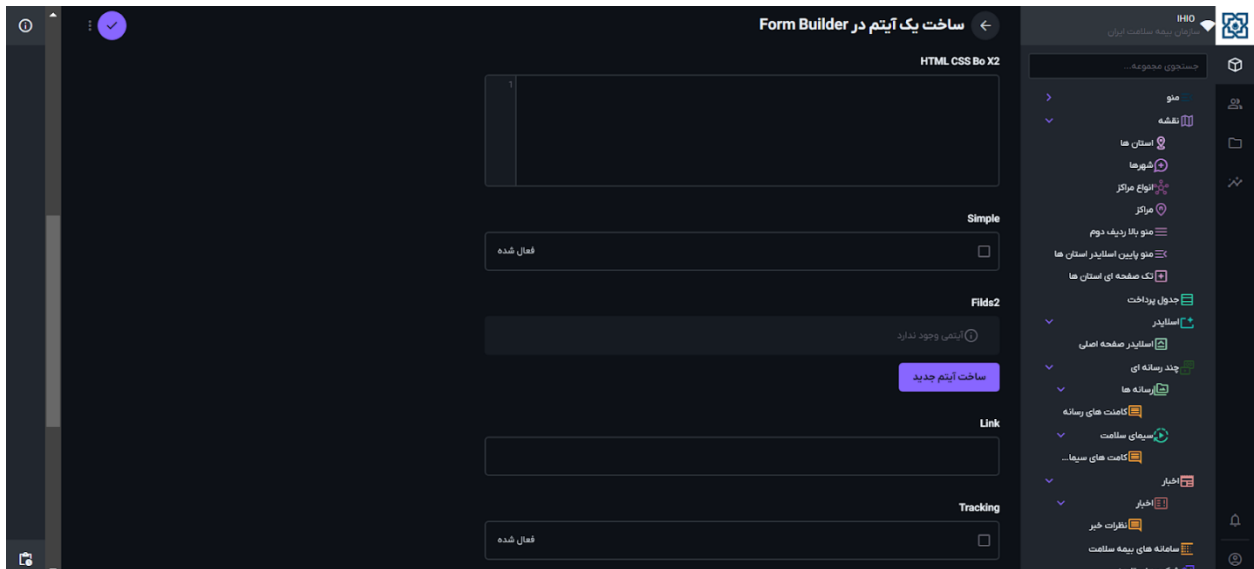 IHIO
سازمان بیمه سلامت ایران
جستجوی مجموعه...
منو
نقشه
استان ها
شهرها
انواع مراکز
مراکز
منو بالا ردیف دوم
منو پایین اسلایدر استان ها
تک صفحه ای استان ها
جدول پرداخت
اسلایدر
اسلایدر صفحه اصلی
چند رسانه ای
رسانه ها
کامنت های رسانه
سیمای سلامت
کامت های سیما...
اخبار
اخبار
نظرات خبر
سامانه های بیمه سلامت
ساخت یک آیتم در Form Builder
HTML CSS Bo X2
1
Simple
فعال شده
Filds2
آیتمی وجود ندارد
ساخت آیتم جدید
Link
Tracking
فعال شده